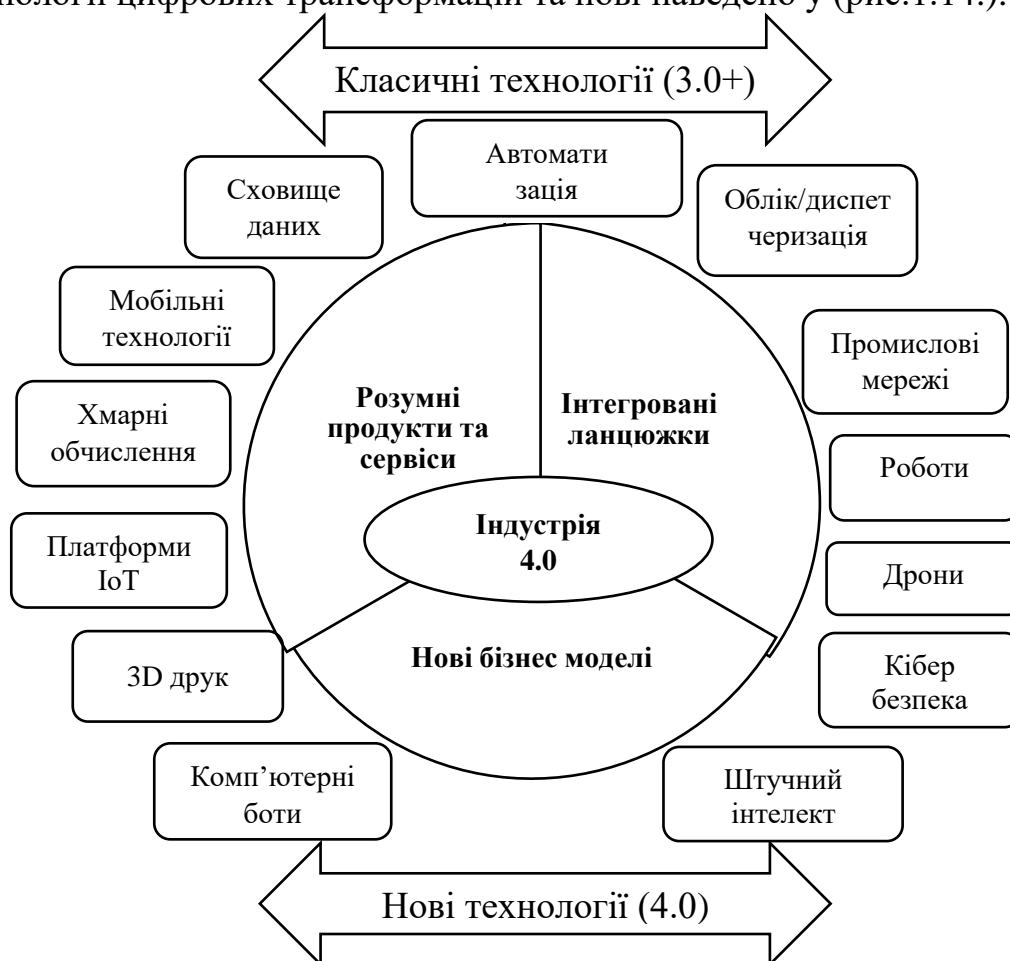 нології цифрових трансформацій та нові наведено у (рис.1.14.).
Класичні технології (3.0+)
Автомати
зація
Сховище
даних
Облік/диспет
черизація
Мобільні
технології
Промислові
мережі
Хмарні
обчислення
Розумні
продукти та
сервіси
Інтегровані
ланцюжки
Роботи
Індустрія
4.0
Платформи
IoT
Дрони
3D друк
Нові бізнес моделі
Кібер
безпека
Комп’ютерні
боти
Штучний
інтелект
Нові технології (4.0)